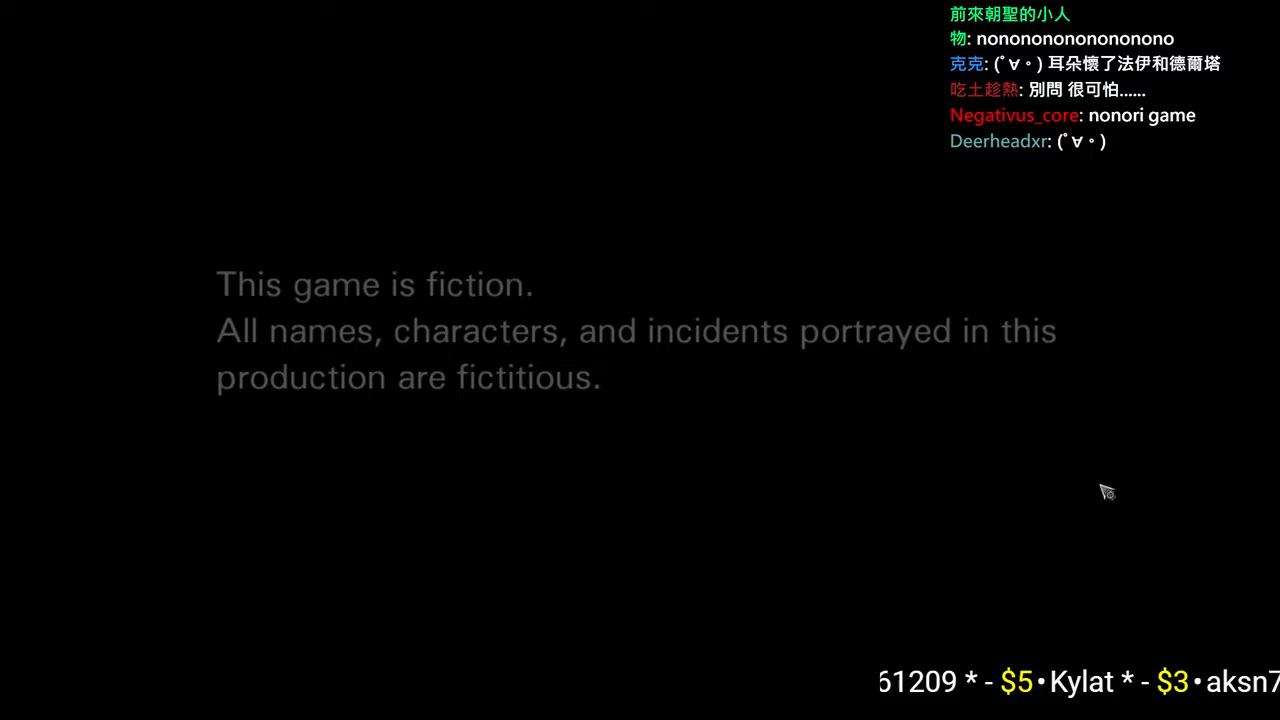 前來朝聖的小人
物: nonononononononono
克克: (ﾟ∀。) 耳朵懷了法伊和德爾塔
吃土趁熱: 別問 很可怕......
Negativus_core: nonori game
Deerheadxr: (ﾟ∀。)
This game is fiction.
All names, characters, and incidents portrayed in this
production are fictitious.
61209 * - $5•Kylat * - $3•aksn7